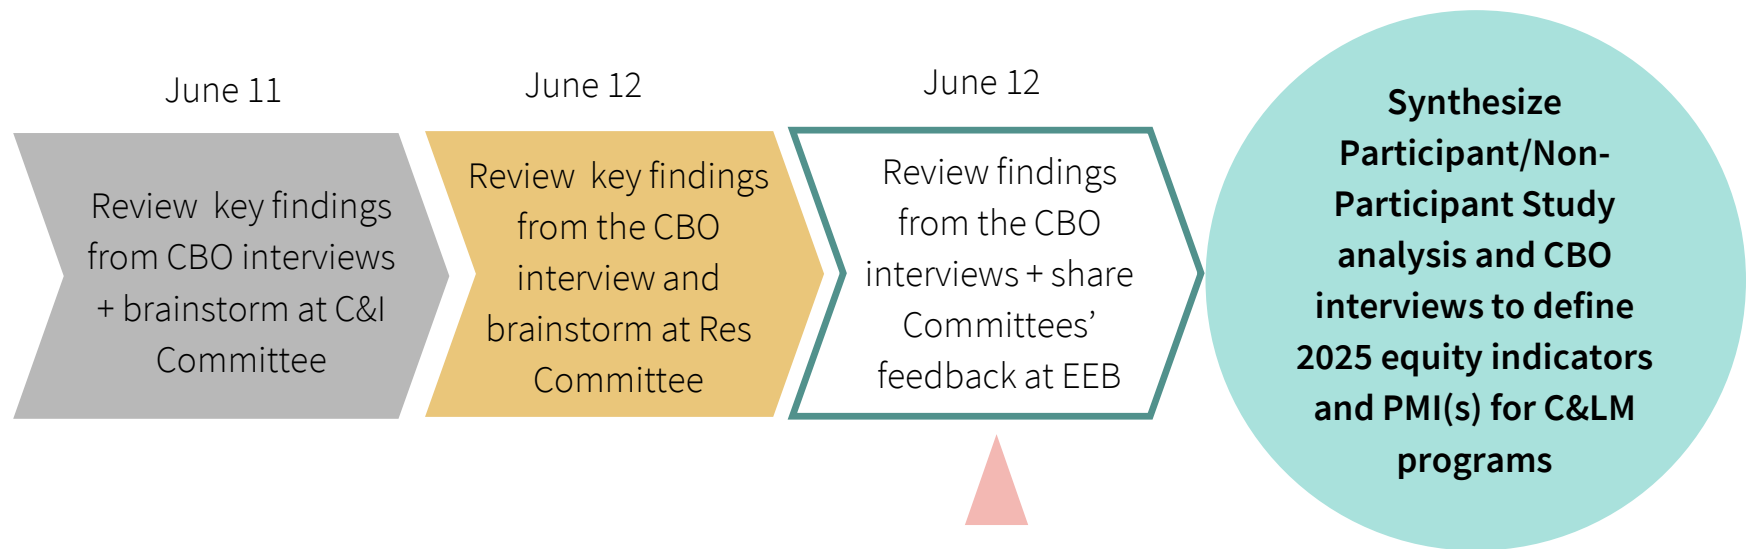 June 11
Review  key findings
from CBO interviews
+ brainstorm at C&I
Committee
June 12
Review  key findings
from the CBO
interview and
brainstorm at Res
Committee
June 12
Review findings
from the CBO
interviews + share
Committees’
feedback at EEB
Synthesize
Participant/Non-
Participant Study
analysis and CBO
interviews to define
2025 equity indicators
and PMI(s) for C&LM
programs